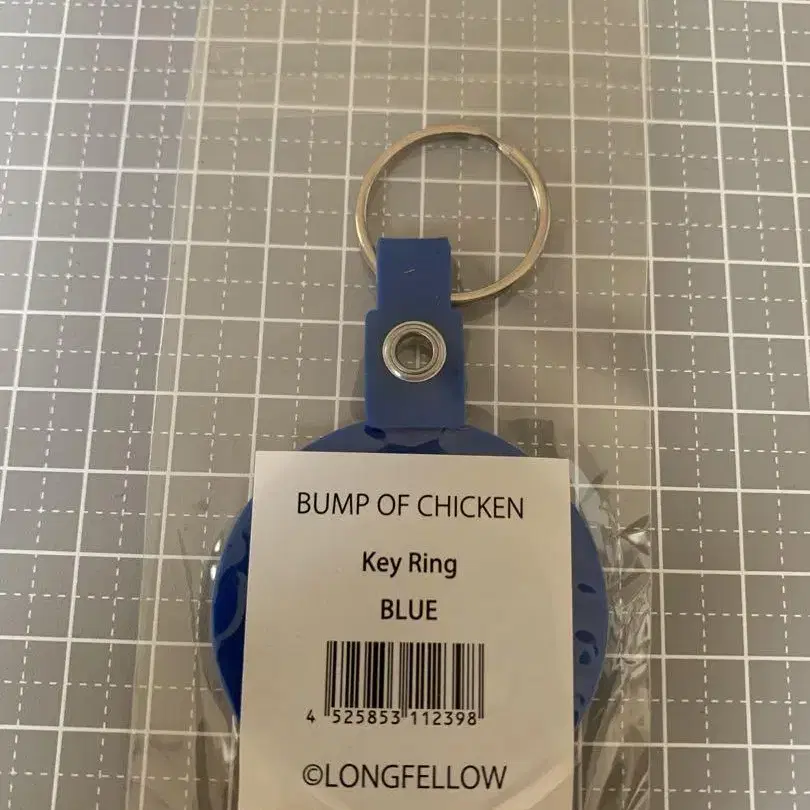 BUMP OF CHICKEN
Key Ring
BLUE
4 525853 112398
©LONGFELLOW